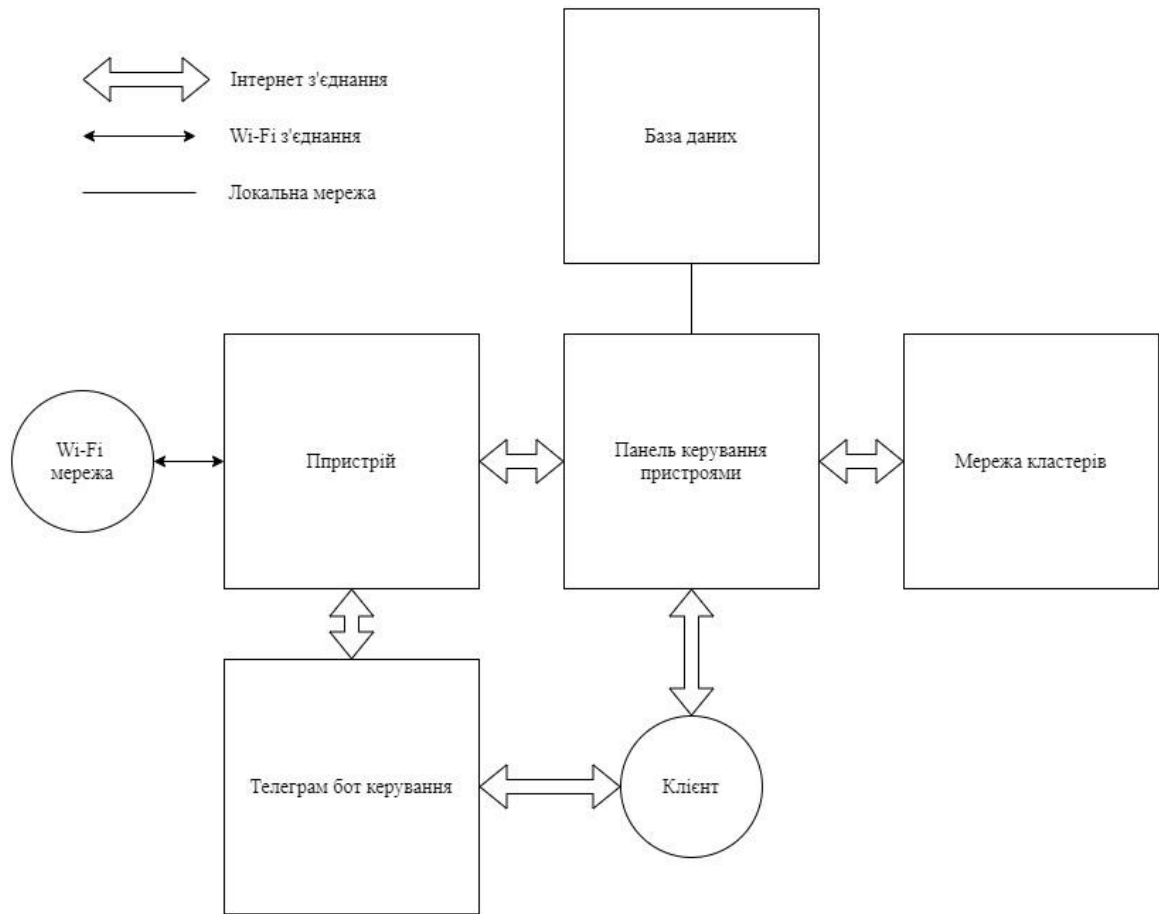 Інтернет з'єднання
Wi-Fi з'єднання
Локальна мережа
База даних
Wi-Fi
мережа
Ппристрій
Панель керування
пристроями
Мережа кластерів
Телеграм бот керування
Клієнт